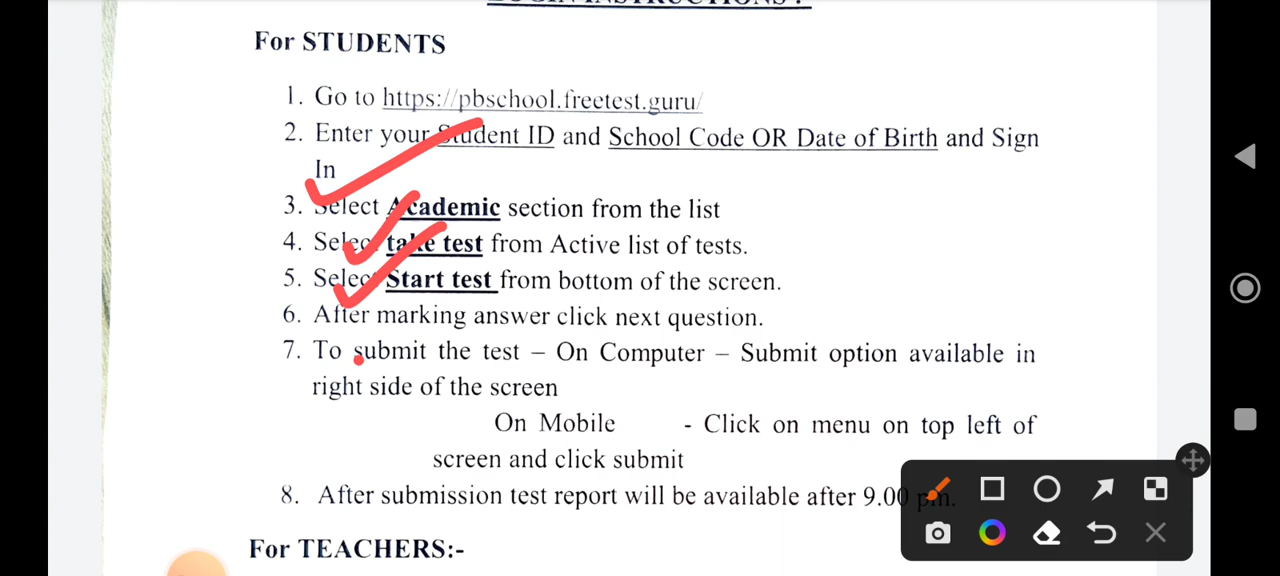 For STUDENTS
1. Go to https://pbschool.freetest.guru/
2. Enter your Student ID and School Code OR Date of Birth and Sign
In
3. Select Academic section from the list
4. Select take test from Active list of tests.
5. Select Start test from bottom of the screen.
6. After marking answer click next question.
7. To submit the test – On Computer – Submit option available in
right side of the screen
On Mobile - Click on menu on top left of
screen and click submit
8. After submission test report will be available after 9.00 pm.
For TEACHERS:-